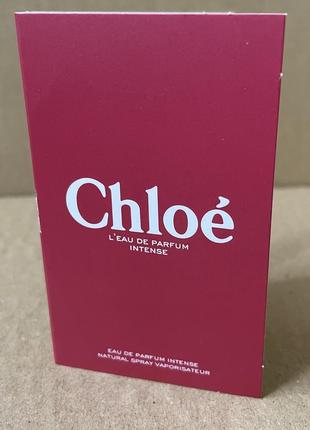 Chloé
L'EAU DE PARFUM
INTENSE
EAU DE PARFUM INTENSE
NATURAL SPRAY VAPORISATEUR